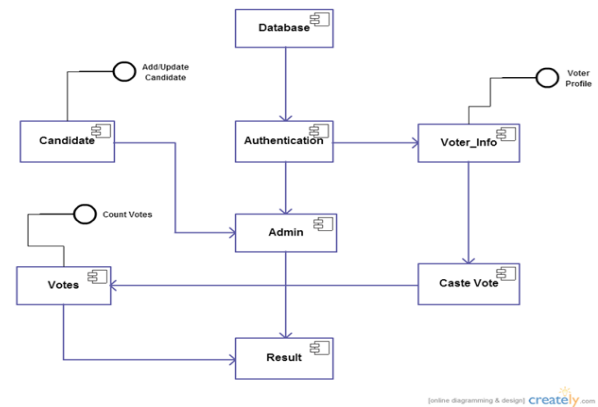 Database
Add/Update
Candidate
Voter
Profile
Candidate
Authentication
Voter_Info
Count Votes
Admin
Votes
Caste Vote
Result
[online diagramming & design] creately.com